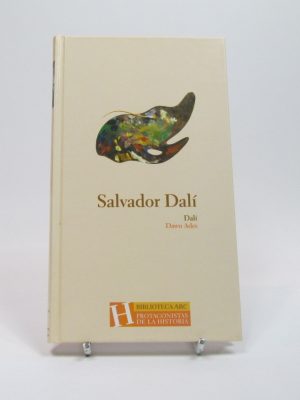 Salvador Dalí
Dalí
Dawn Ades
H
BIBLIOTECA ABC
PROTAGONISTAS
DE LA HISTORIA